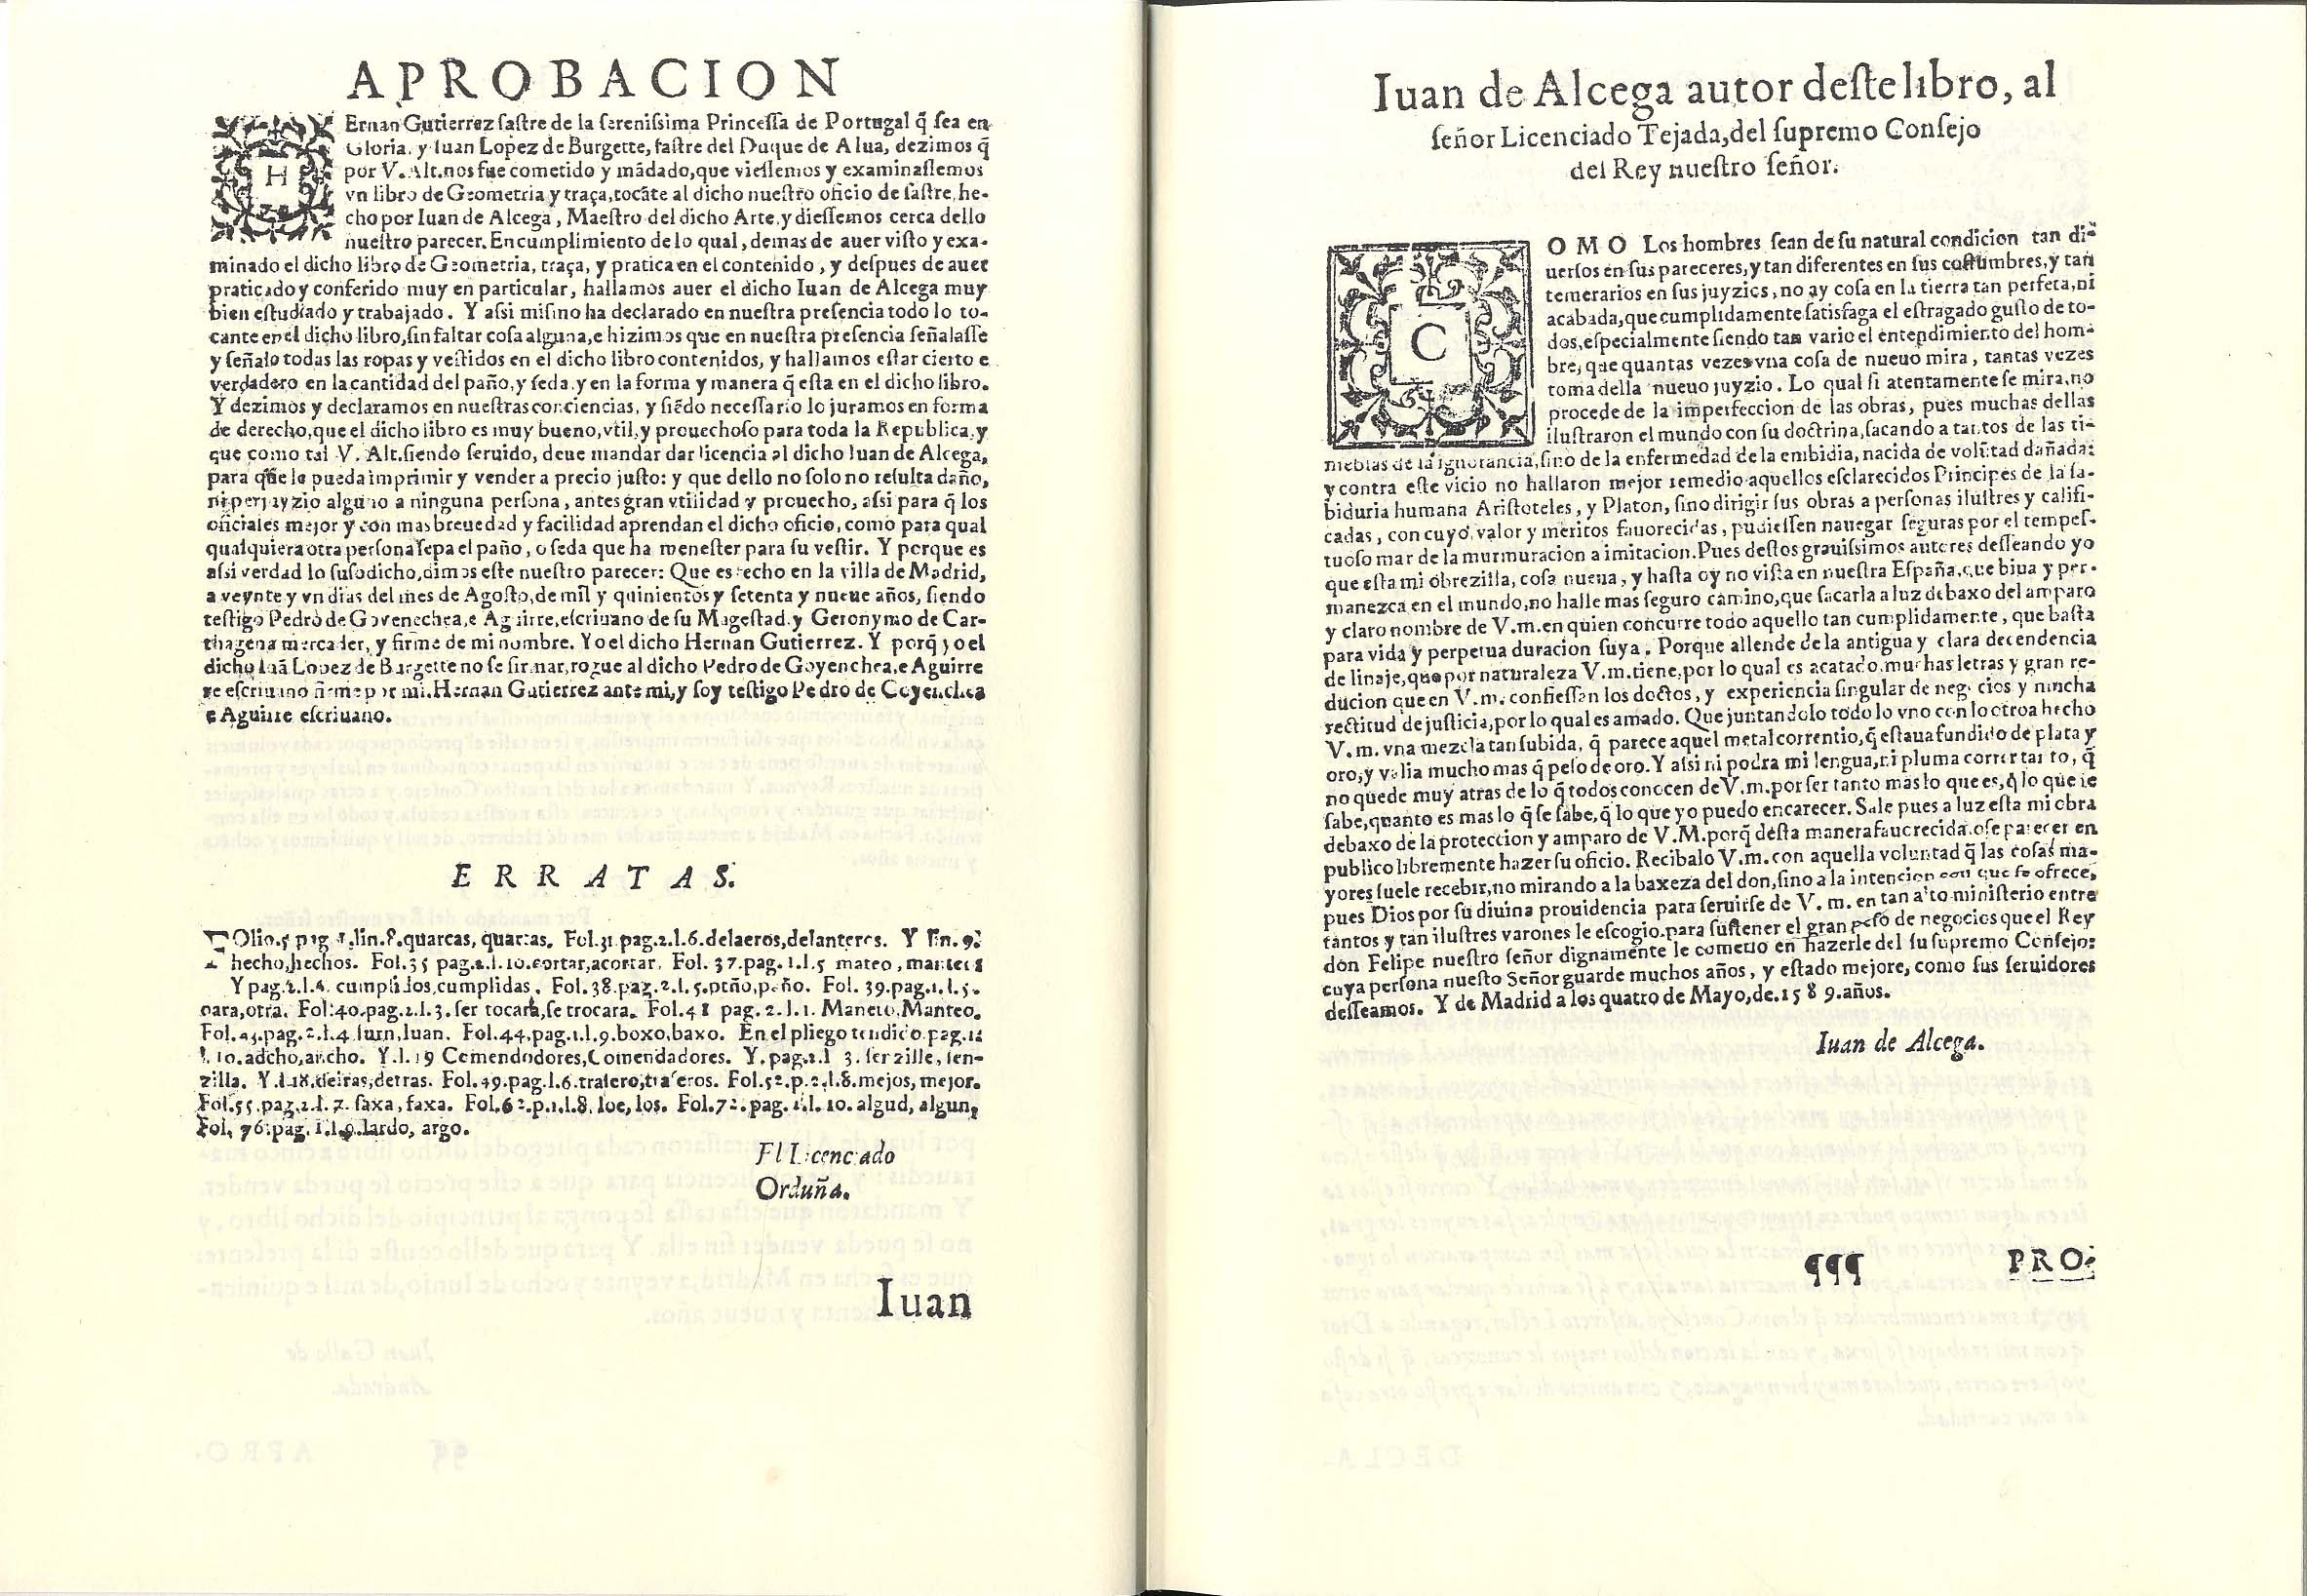 APROBACION
HErnan Gutierrez ſaſtre de la ſereniſsima Princeſſa de Portugal q̃ ſea en
Gloria. y Iuan Lopez de Burgette, ſaſtre del Duque de Alua, dezimos q̃
por V. Alt. nos fue cometido y mãdado, que vieſſemos y examinaſſemos
vn libro de Geometria y traça, tocãte al dicho nueſtro oficio de ſaſtre, he-
cho por Iuan de Alcega, Maeſtro del dicho Arte, y dieſſemos cerca dello
nueſtro parecer. En cumplimiento de lo qual, demas de auer viſto y exa-
minado el dicho libro de Geometria, traça, y pratica en el contenido, y deſpues de auer
praticado y conferido muy en particular, hallamos auer el dicho Iuan de Alcega muy
bien eſtudiado y trabajado. Y aſsi miſmo ha declarado en nueſtra preſencia todo lo to-
cante en el dicho libro, ſin faltar coſa alguna, e hizimos que en nueſtra preſencia ſeñalaſſe
y ſeñalo todas las ropas y veſtidos en el dicho libro contenidos, y hallamos eſtar cierto e
verdadero en la cantidad del paño, y ſeda, y en la forma y manera q̃ eſta en el dicho libro.
Y dezimos y declaramos en nueſtras conciencias, y ſiẽdo neceſſario lo juramos en forma
de derecho, que el dicho libro es muy bueno, vtil, y prouechoſo para toda la Republica, y
que como tal V. Alt. ſiendo ſeruido, deue mandar dar licencia al dicho Iuan de Alcega,
para que le pueda imprimir y vender a precio juſto: y que dello no ſolo no reſulta daño,
ni perjuyzio alguno a ninguna perſona, antes gran vtilidad y prouecho, aſsi para q̃ los
oficiales mejor y con mas breuedad y facilidad aprendan el dicho oficio, como para qual
qualquiera otra perſona ſepa el paño, o ſeda que ha meneſter para ſu veſtir. Y porque es
aſsi verdad lo ſuſodicho, dimos eſte nueſtro parecer: Que es fecho en la villa de Madrid,
a veynte y vn dias del mes de Agoſto, de mil y quinientos y ſetenta y nueue años, ſiendo
teſtigo Pedro de Goyenechea, e Aguirre, eſcriuano de ſu Mageſtad, y Geronymo de Car-
thagena mercader, y firme de mi nombre. Yo el dicho Hernan Gutierrez. Y porq̃ yo el
dicho Iuã Lopez de Burgette no ſe firmar, rogue al dicho Pedro de Goyenchea, e Aguirre
eſcriuano firme por mi. Hernan Gutierrez ante mi, y ſoy teſtigo Pedro de Goyenchea
e Aguirre eſcriuano.
ERRATAS.
FOlio.5 pag 1.lin.8.quarcas, quartas. Fol.31.pag.2.l.6.delaeros,delanteros. Y lin.9.
hecho,hechos. Fol.35 pag.2.l.10.cortar,acortar. Fol. 37.pag.1.l.5 mateo, manteos
Y pag.2.l.4. cumplijos,cumplidas. Fol.38.pag.2.l.5.peño,paño. Fol. 39.pag.1.l.5.
oara,otra. Fol:40.pag.2.l.3. ſer tocara,ſe trocara. Fol.41 pag.2.l.1. Maneto,Manteo.
Fol.43.pag.2.l.4 Iurn,Iuan. Fol.44.pag.1.l.9.boxo,baxo. En el pliego tendido pag.1.
l.10.adcho,ancho. Y.l.19 Cemendodores,Comendadores. Y.pag.2.l 3. ſerzille, ſen-
zilla. Y.l.18.deiras,detras. Fol.49.pag.l.6.traſero,traſeros. Fol.52.p.2.l.8.mejos, mejor.
Fol.55.pag.2.l.7. ſaxa, faxa. Fol.62.p.1.l.8. loe, los. Fol.72.pag.1.l.10. algud, algun,
Fol. 76.pag.1.l.9.lardo, argo.
El Licenciado
Orduña.
Iuan
Iuan de Alcega autor deſte libro, al
ſeñor Licenciado Tejada, del ſupremo Conſejo
del Rey nueſtro ſeñor.
COMO Los hombres ſean de ſu natural condicion tan di-
uerſos en ſus pareceres, y tan diferentes en ſus coſtumbres, y tan
temerarios en ſus juyzios, no ay coſa en la tierra tan perfeta, ni
acabada, que cumplidamente ſatisfaga el eſtragado guſto de to-
dos, eſpecialmente ſiendo tan vario el entendimiento del hom-
bre, que quantas vezes vna coſa de nueuo mira, tantas vezes
toma della nueuo juyzio. Lo qual ſi atentamente ſe mira, no
procede de la imperfeccion de las obras, pues muchas dellas
iluſtraron el mundo con ſu doctrina, ſacando a tantos de las ti-
nieblas de la ignorancia, ſino de la enfermedad de la embidia, nacida de volũtad dañada:
y contra eſte vicio no hallaron mejor remedio aquellos eſclarecidos Principes de la ſa-
biduria humana Ariſtoteles, y Platon, ſino dirigir ſus obras a perſonas iluſtres y califi-
cadas, con cuyo valor y meritos fauorecidas, pudieſſen nauegar ſeguras por el tempeſ-
tuoſo mar de la murmuracion a imitacion. Pues deſtos grauiſsimos autores deſſeando yo
que eſta mi obrezilla, coſa nueua, y haſta oy no viſta en nueſtra Eſpaña, que biua y per-
manezca en el mundo, no halle mas ſeguro camino, que ſacarla a luz debaxo del amparo
y claro nombre de V.m. en quien concurre todo aquello tan cumplidamente, que baſta
para vida y perpetua duracion ſuya. Porque allende de la antigua y clara decendencia
de linaje, que por naturaleza V.m. tiene, por lo qual es acatado, muchas letras y gran re-
ducion que en V.m. confieſſan los doctos, y experiencia ſingular de negocios y mucha
rectitud de juſticia, por lo qual es amado. Que juntandolo todo lo vno con lo otro a hecho
V.m. vna mezcla tan ſubida, q̃ parece aquel metal correntio, q̃ eſtaua fundido de plata y
oro, y valia mucho mas q̃ peſo de oro. Y aſsi ni podra mi lengua, ni pluma correr tanto, q̃
no quede muy atras de lo q̃ todos conocen de V.m. por ſer tanto mas lo que es, q̃ lo que ſe
ſabe, quanto es mas lo q̃ ſe ſabe, q̃ lo que yo puedo encarecer. Sale pues a luz eſta mi obra
debaxo de la proteccion y amparo de V.M. porq̃ deſta manera fauorecida, oſe parecer en
publico libremente hazer ſu oficio. Recibalo V.m. con aquella voluntad q̃ las coſas ma-
yores ſuele recebir, no mirando a la baxeza del don, ſino a la intencion con que ſe ofrece,
pues Dios por ſu diuina prouidencia para ſeruirſe de V.m. en tan alto miniſterio entre
tantos y tan iluſtres varones le eſcogio, para ſuſtener el gran peſo de negocios que el Rey
don Felipe nueſtro ſeñor dignamente le cometio en hazerle del ſu ſupremo Conſejo:
cuya perſona nueſto Señor guarde muchos años, y eſtado mejore, como ſus ſeruidores
deſſeamos. Y de Madrid a los quatro de Mayo, de. 1589. años.
Iuan de Alcega.
¶¶¶ PRO-